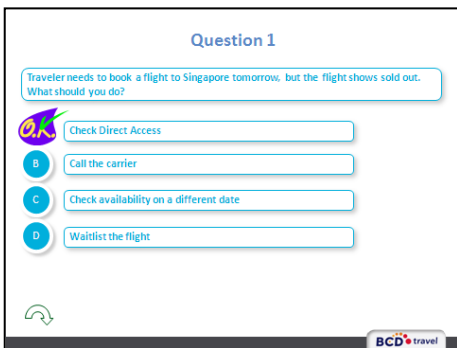 Question 1
Traveler needs to book a flight to Singapore tomorrow, but the flight shows sold out.
What should you do?
O.K. Check Direct Access
B Call the carrier
C Check availability on a different date
D Waitlist the flight
BCD travel